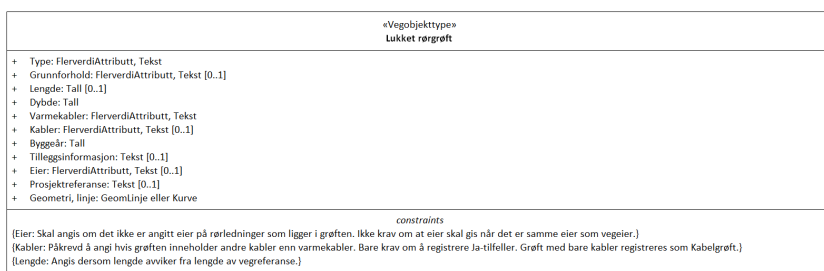 «Vegobjekttype»
Lukket rørgrøft
+ Type: FlerverdiAttributt, Tekst
+ Grunnforhold: FlerverdiAttributt, Tekst [0..1]
+ Lengde: Tall [0..1]
+ Dybde: Tall
+ Varmekabler: FlerverdiAttributt, Tekst
+ Kabler: FlerverdiAttributt, Tekst [0..1]
+ Byggeår: Tall
+ Tilleggsinformasjon: Tekst [0..1]
+ Eier: FlerverdiAttributt, Tekst [0..1]
+ Prosjektreferanse: Tekst [0..1]
+ Geometri, linje: GeomLinje eller Kurve
constraints
{Eier: Skal angis om det ikke er angitt eier på rørledninger som ligger i grøften. Ikke krav om at eier skal gis når det er samme eier som vegeier.}
{Kabler: Påkrevd å angi hvis grøften inneholder andre kabler enn varmekabler. Bare krav om å registrere Ja-tilfeller. Grøft med bare kabler registreres som Kabelgrøft.}
{Lengde: Angis dersom lengde avviker fra lengde av vegreferanse.}